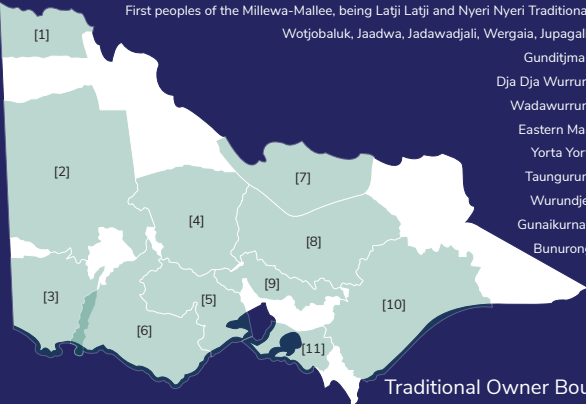 First peoples of the Millewa-Mallee, being Latji Latji and Nyeri Nyeri Traditiona
Wotjobaluk, Jaadwa, Jadawadjali, Wergaia, Jupagal
Gunditjma
Dja Dja Wurrur
Wadawurrur
Eastern Ma
Yorta Yor
Taungurur
Wurundje
Gunaikurna
Bunurong
[1]
[2]
[7]
[4]
[8]
[9]
[3]
[5]
[10]
[6]
[11]
Traditional Owner Bou